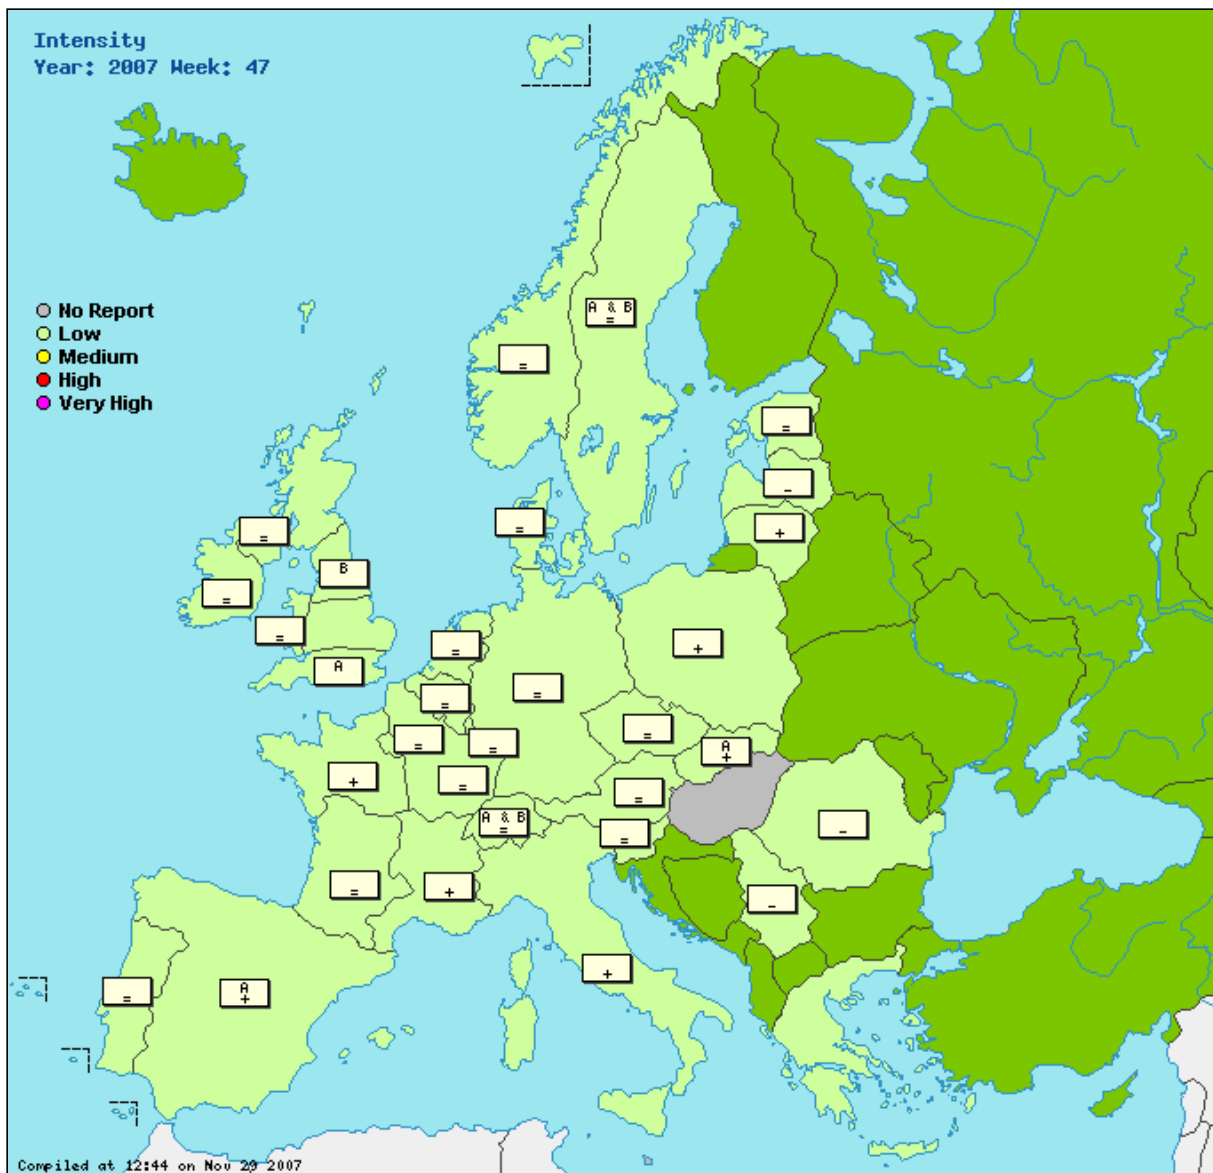 Intensity
Year: 2007 Week: 47
No Report
Low
Medium
High
Very High
A & B
=
=
=
-
=
+
=
B
=
=
=
+
A
=
=
=
=
=
A
+
+
=
=
A & B
=
-
=
=
+
-
+
=
A
+
Compiled at 12:44 on Nov 29 2007